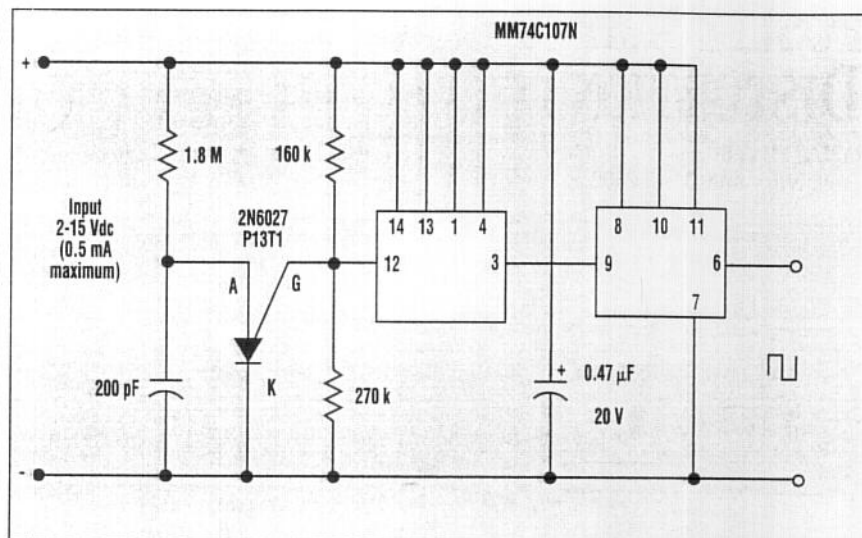 MM74C107N
+
1.8 M
160 k
Input
2-15 Vdc
(0.5 mA
maximum)
2N6027
P13T1
14 13 1 4
8 10 11
A
G
12
3
9
6
7
200 pF
K
270 k
+ 0.47 µF
20 V
-